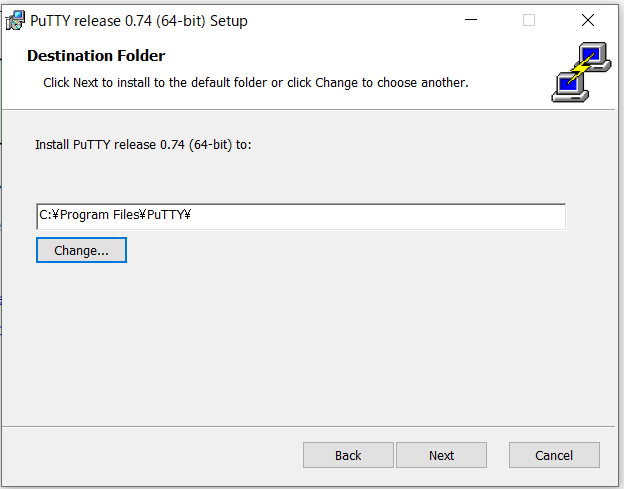 PuTTY release 0.74 (64-bit) Setup
Destination Folder
Click Next to install to the default folder or click Change to choose another.
Install PuTTY release 0.74 (64-bit) to:
C:¥Program Files¥PuTTY¥
Change...
Back
Next
Cancel